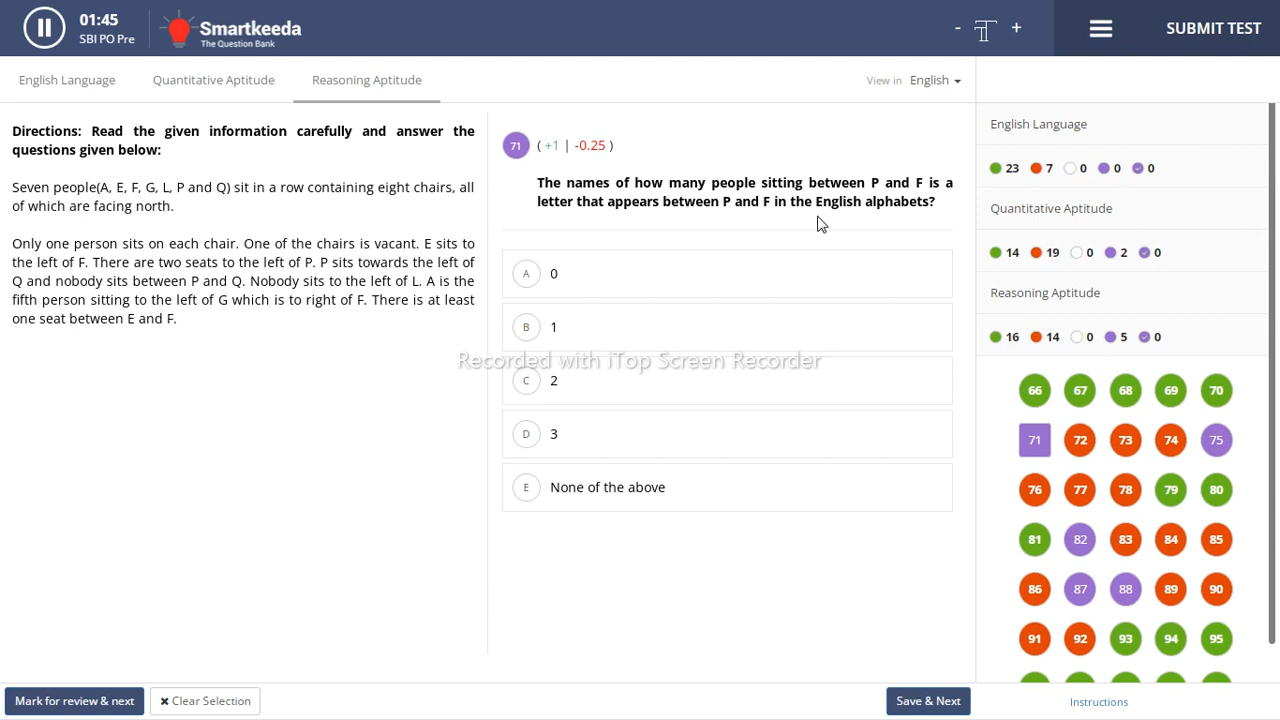 01:45
SBI PO Pre
Smartkeeda
The Question Bank
- T +
SUBMIT TEST
English Language
Quantitative Aptitude
Reasoning Aptitude
View in English
Directions: Read the given information carefully and answer the
questions given below:
Seven people(A, E, F, G, L, P and Q) sit in a row containing eight chairs, all
of which are facing north.
Only one person sits on each chair. One of the chairs is vacant. E sits to
the left of F. There are two seats to the left of P. P sits towards the left of
Q and nobody sits between P and Q. Nobody sits to the left of L. A is the
fifth person sitting to the left of G which is to right of F. There is at least
one seat between E and F.
71 ( +1 | -0.25 )
The names of how many people sitting between P and F is a
letter that appears between P and F in the English alphabets?
A 0
B 1
C 2
D 3
E None of the above
Recorded with iTop Screen Recorder
English Language
23 7 0 0 0
Quantitative Aptitude
14 19 0 2 0
Reasoning Aptitude
16 14 0 5 0
66 67 68 69 70
71 72 73 74 75
76 77 78 79 80
81 82 83 84 85
86 87 88 89 90
91 92 93 94 95
Mark for review & next
Clear Selection
Save & Next
Instructions